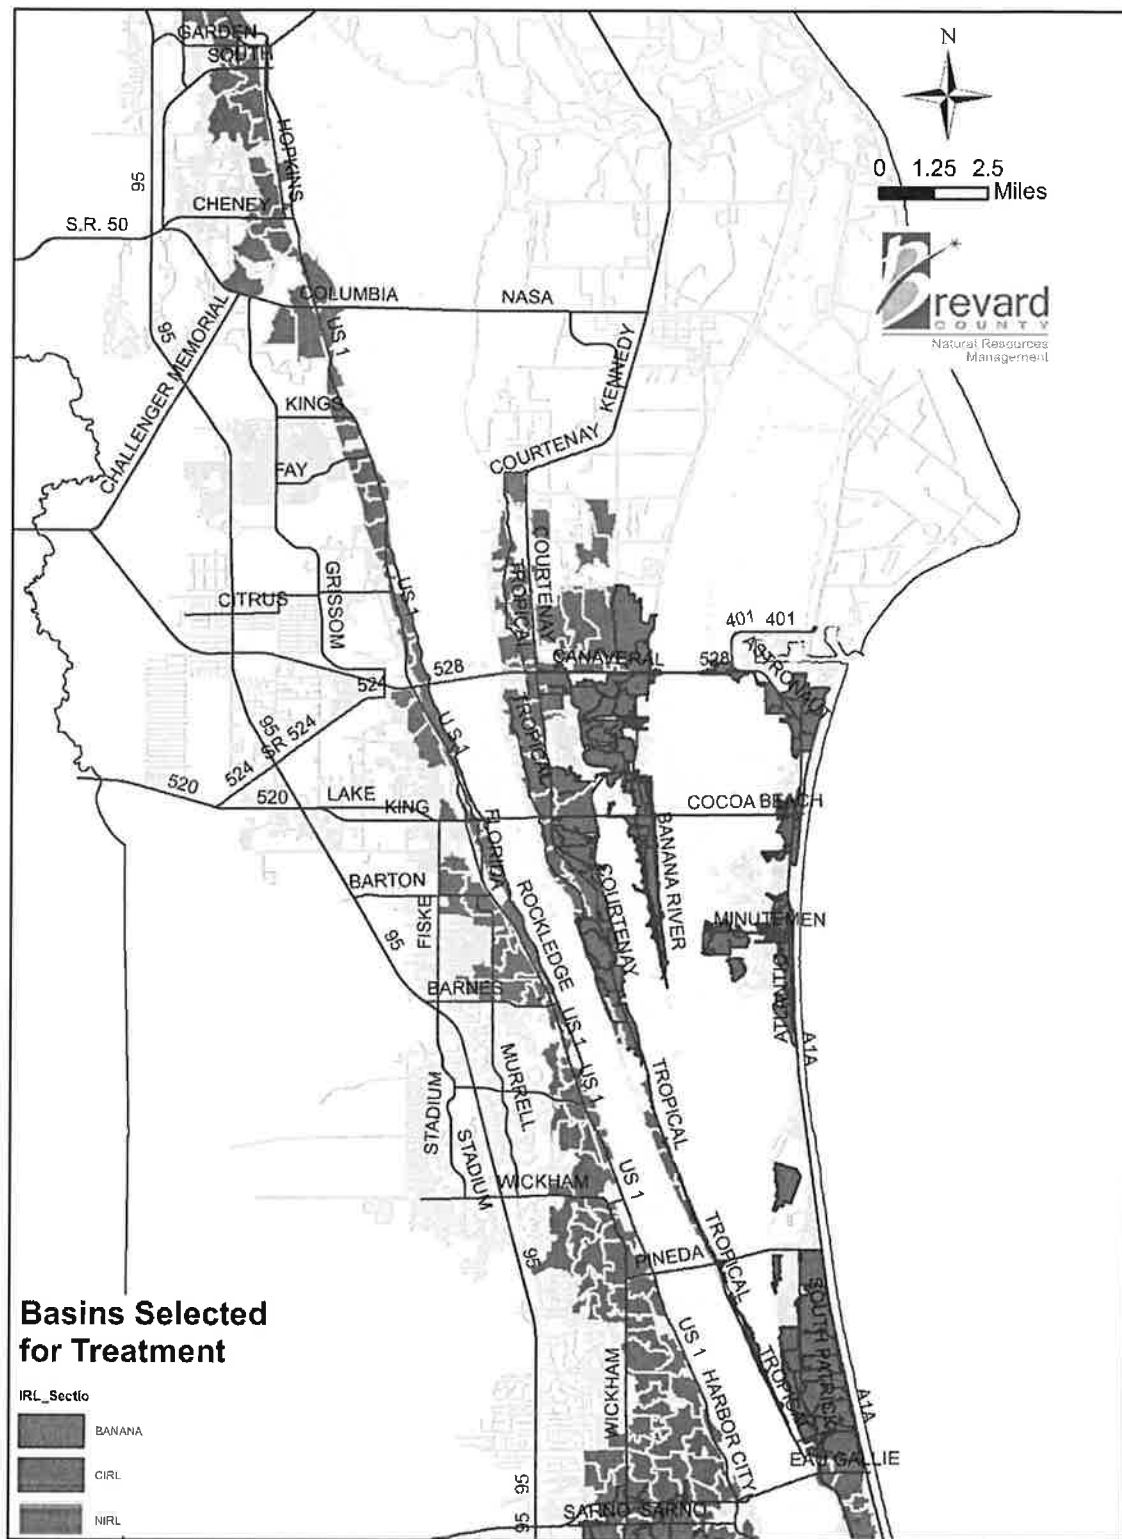 GARDEN
SOUTH
N
HOPKINS
95
0 1.25 2.5
Miles
CHENEY
S.R. 50
Brevard
COUNTY
Natural Resources
Management
COLUMBIA
NASA
95
CHALLENGER MEMORIAL
US 1
KENNEDY
KINGS
COURTENAY
FAY
TROPICAL
COURTENAY
GRISSOM
US 1
CITRUS
401 401
ASTRONAUT
CANAVERAL
528
528
524
TROPICAL
U.S. 1
95
SR 524
524
520
520
LAKE
KING
COCOA BEACH
FLORIDA
BANANA RIVER
BARTON
COURTENAY
ROCKLEDGE
FISKE
MINUTEMEN
95
ATLANTIC
BARNES
US 1
A1A
US 1
MURRELL
STADIUM
TROPICAL
STADIUM
US 1
WICKHAM
TROPICAL
PINEDA
95
SOUTH PATRICK
Basins Selected
for Treatment
US 1
WICKHAM
TROPICAL
HARBOR CITY
A1A
IRL_Sectio
BANANA
EAU GALLIE
CIRL
95
SARNO SARNO
NIRL
95